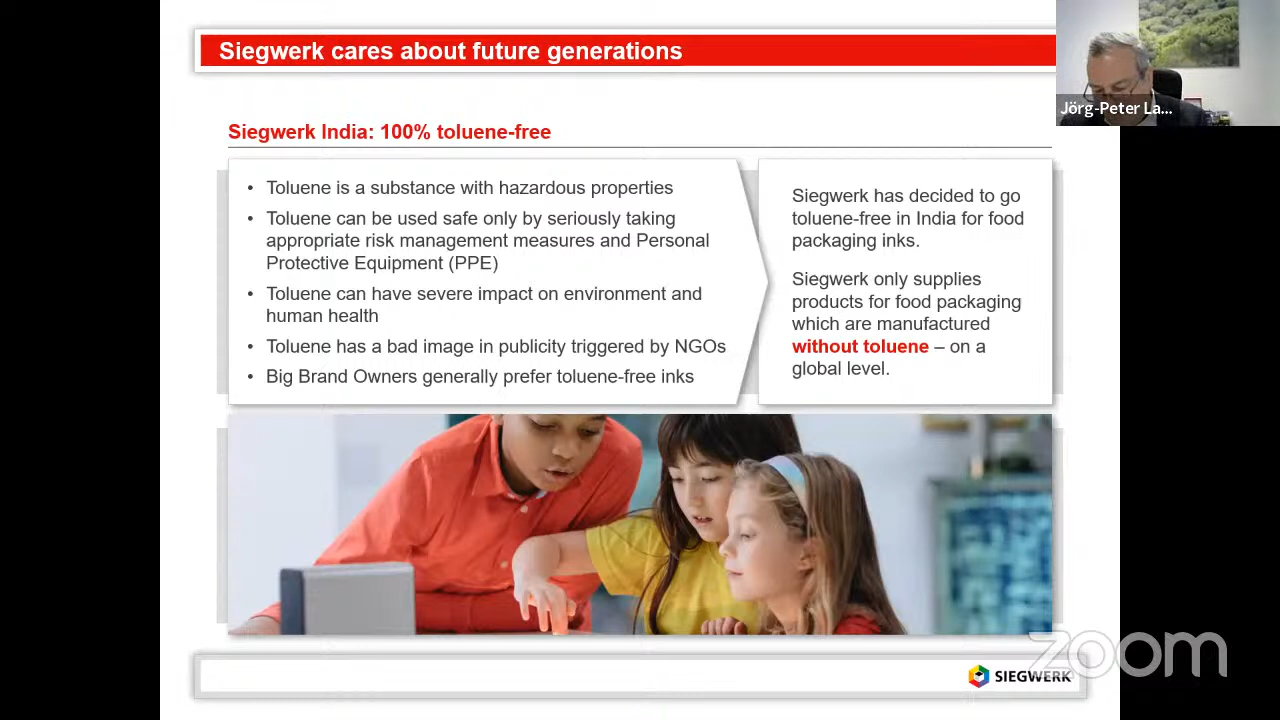 Siegwerk cares about future generations
Jörg-Peter La...
Siegwerk India: 100% toluene-free
• Toluene is a substance with hazardous properties
• Toluene can be used safe only by seriously taking
appropriate risk management measures and Personal
Protective Equipment (PPE)
• Toluene can have severe impact on environment and
human health
• Toluene has a bad image in publicity triggered by NGOs
• Big Brand Owners generally prefer toluene-free inks
Siegwerk has decided to go
toluene-free in India for food
packaging inks.
Siegwerk only supplies
products for food packaging
which are manufactured
without toluene – on a
global level.
SIEGWERK
zoom